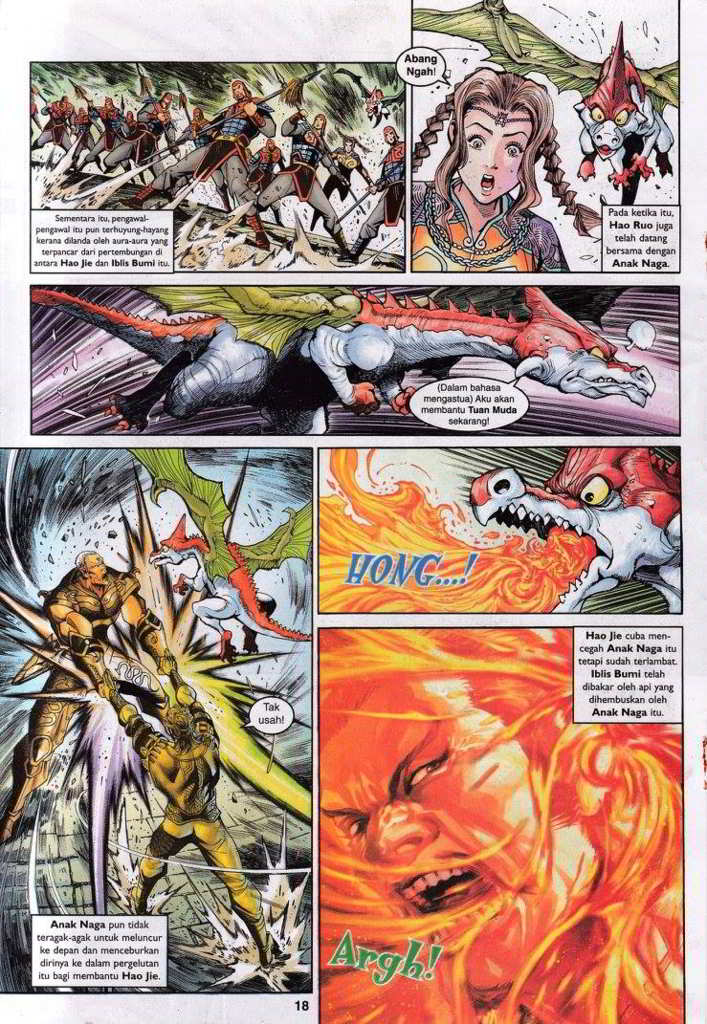 Sementara itu, pengawal-
pengawal itu pun terhuyung-hayang
kerana dilanda oleh aura-aura yang
terpancar dari pertembungan di
antara Hao Jie dan Iblis Bumi itu.
Abang
Ngah!
Pada ketika itu,
Hao Ruo juga
telah datang
bersama dengan
Anak Naga.
(Dalam bahasa
mengastua) Aku akan
membantu Tuan Muda
sekarang!
Tak
usah!
Anak Naga pun tidak
teragak-agak untuk meluncur
ke depan dan menceburkan
dirinya ke dalam pergelutan
itu bagi membantu Hao Jie.
HONG...!
Hao Jie cuba men-
cegah Anak Naga itu
tetapi sudah terlambat.
Iblis Bumi telah
dibakar oleh api yang
dihembuskan oleh
Anak Naga itu.
Argh!
18